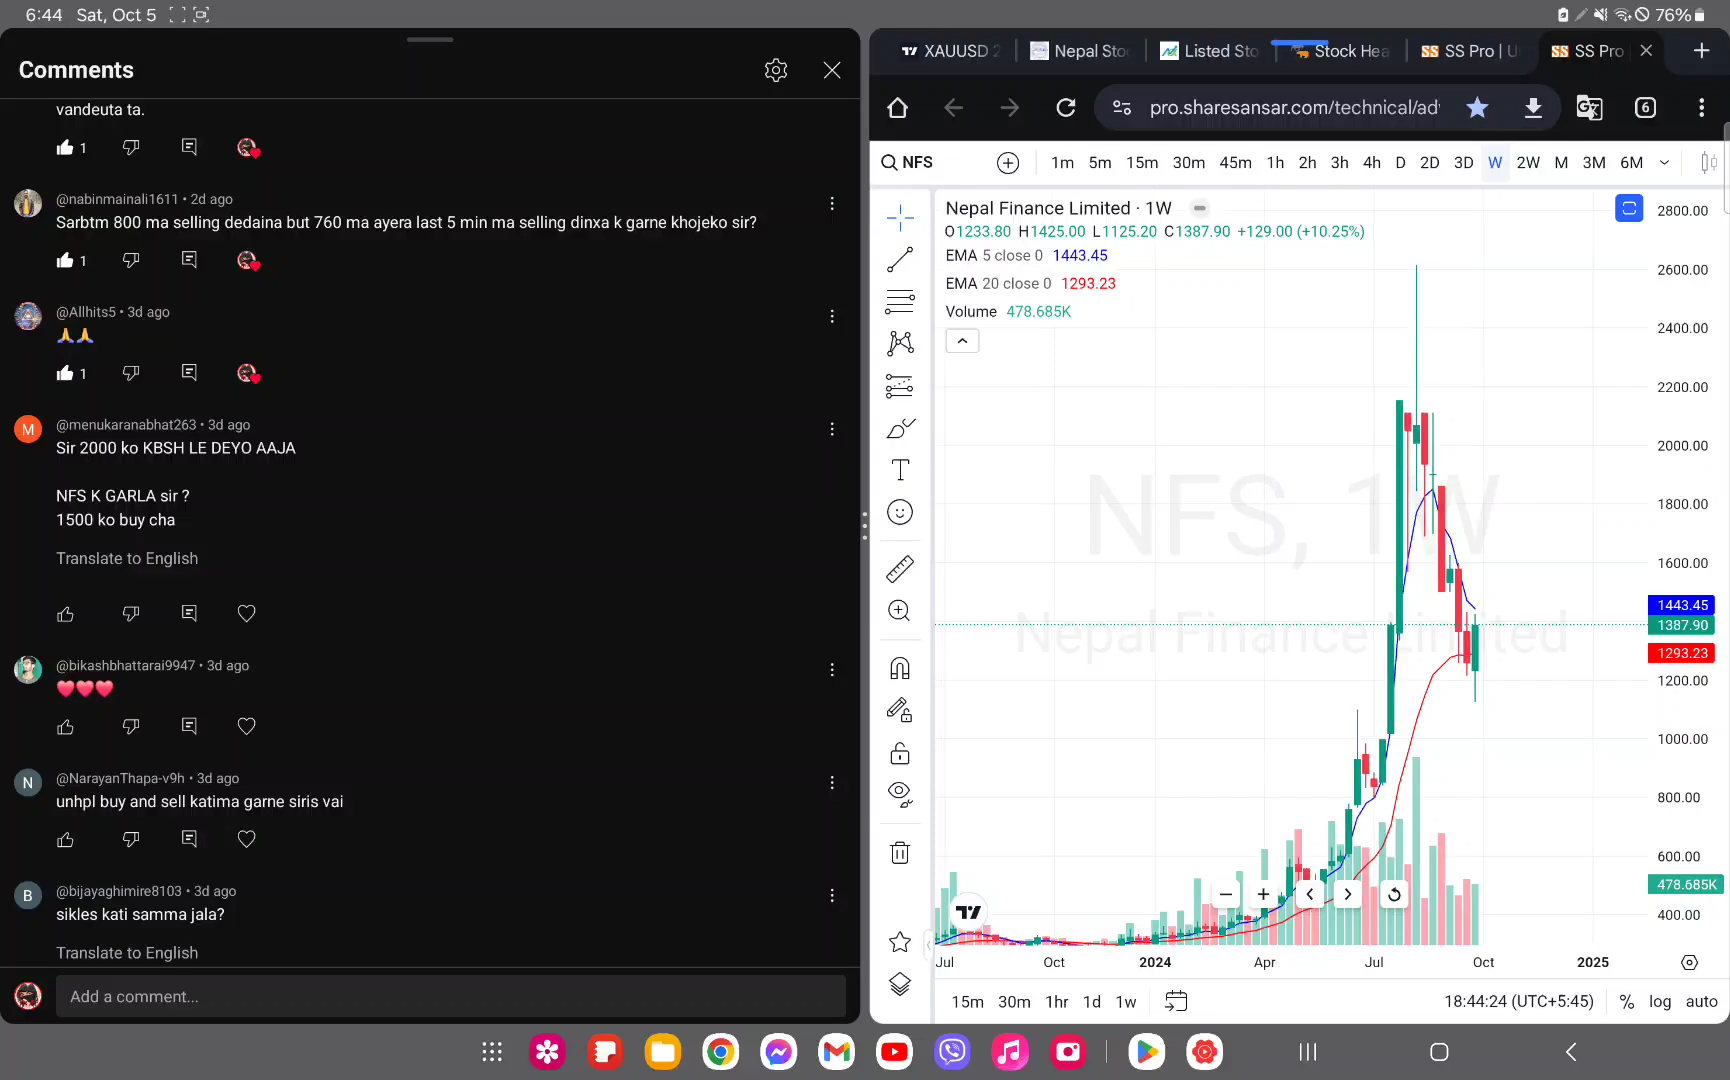 6:44 Sat, Oct 5
76%
Comments
vandeuta ta.
1
@nabinmainali1611 • 2d ago
Sarbtm 800 ma selling dedaina but 760 ma ayera last 5 min ma selling dinxa k garne khojeko sir?
1
@Allhits5 • 3d ago
1
M
@menukaranabhat263 • 3d ago
Sir 2000 ko KBSH LE DEYO AAJA
NFS K GARLA sir ?
1500 ko buy cha
Translate to English
@bikashbhattarai9947 • 3d ago
N
@NarayanThapa-v9h • 3d ago
unhpl buy and sell katima garne siris vai
B
@bijayaghimire8103 • 3d ago
sikles kati samma jala?
Translate to English
Add a comment...
XAUUSD 2
Nepal Sto
Listed Sto
Stock Hea
SS Pro | U
SS Pro
pro.sharesansar.com/technical/ad
6
NFS
1m 5m 15m 30m 45m 1h 2h 3h 4h D 2D 3D W 2W M 3M 6M
Nepal Finance Limited · 1W
O1233.80 H1425.00 L1125.20 C1387.90 +129.00 (+10.25%)
EMA 5 close 0 1443.45
EMA 20 close 0 1293.23
Volume 478.685K
NFS, 1W
Nepal Finance Limited
2800.00
2600.00
2400.00
2200.00
2000.00
1800.00
1600.00
1443.45
1387.90
1293.23
1200.00
1000.00
800.00
600.00
478.685K
400.00
Jul Oct 2024 Apr Jul Oct 2025
15m 30m 1hr 1d 1w
18:44:24 (UTC+5:45) % log auto